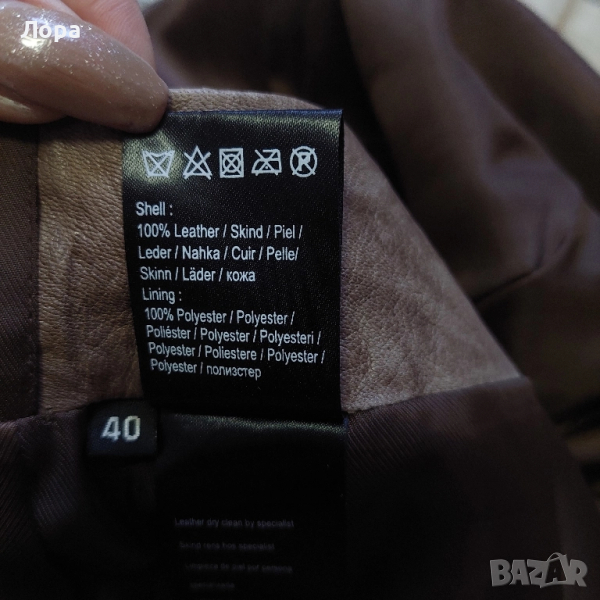 Лора
Shell :
100% Leather / Skind / Piel /
Leder / Nahka / Cuir / Pelle/
Skinn / Läder / кожа
Lining :
100% Polyester / Polyester /
Poliéster / Polyester / Polyesteri /
Polyester / Poliestere / Polyester /
Polyester / полиэстер
40
Leather dry clean by specialist
BAZAR